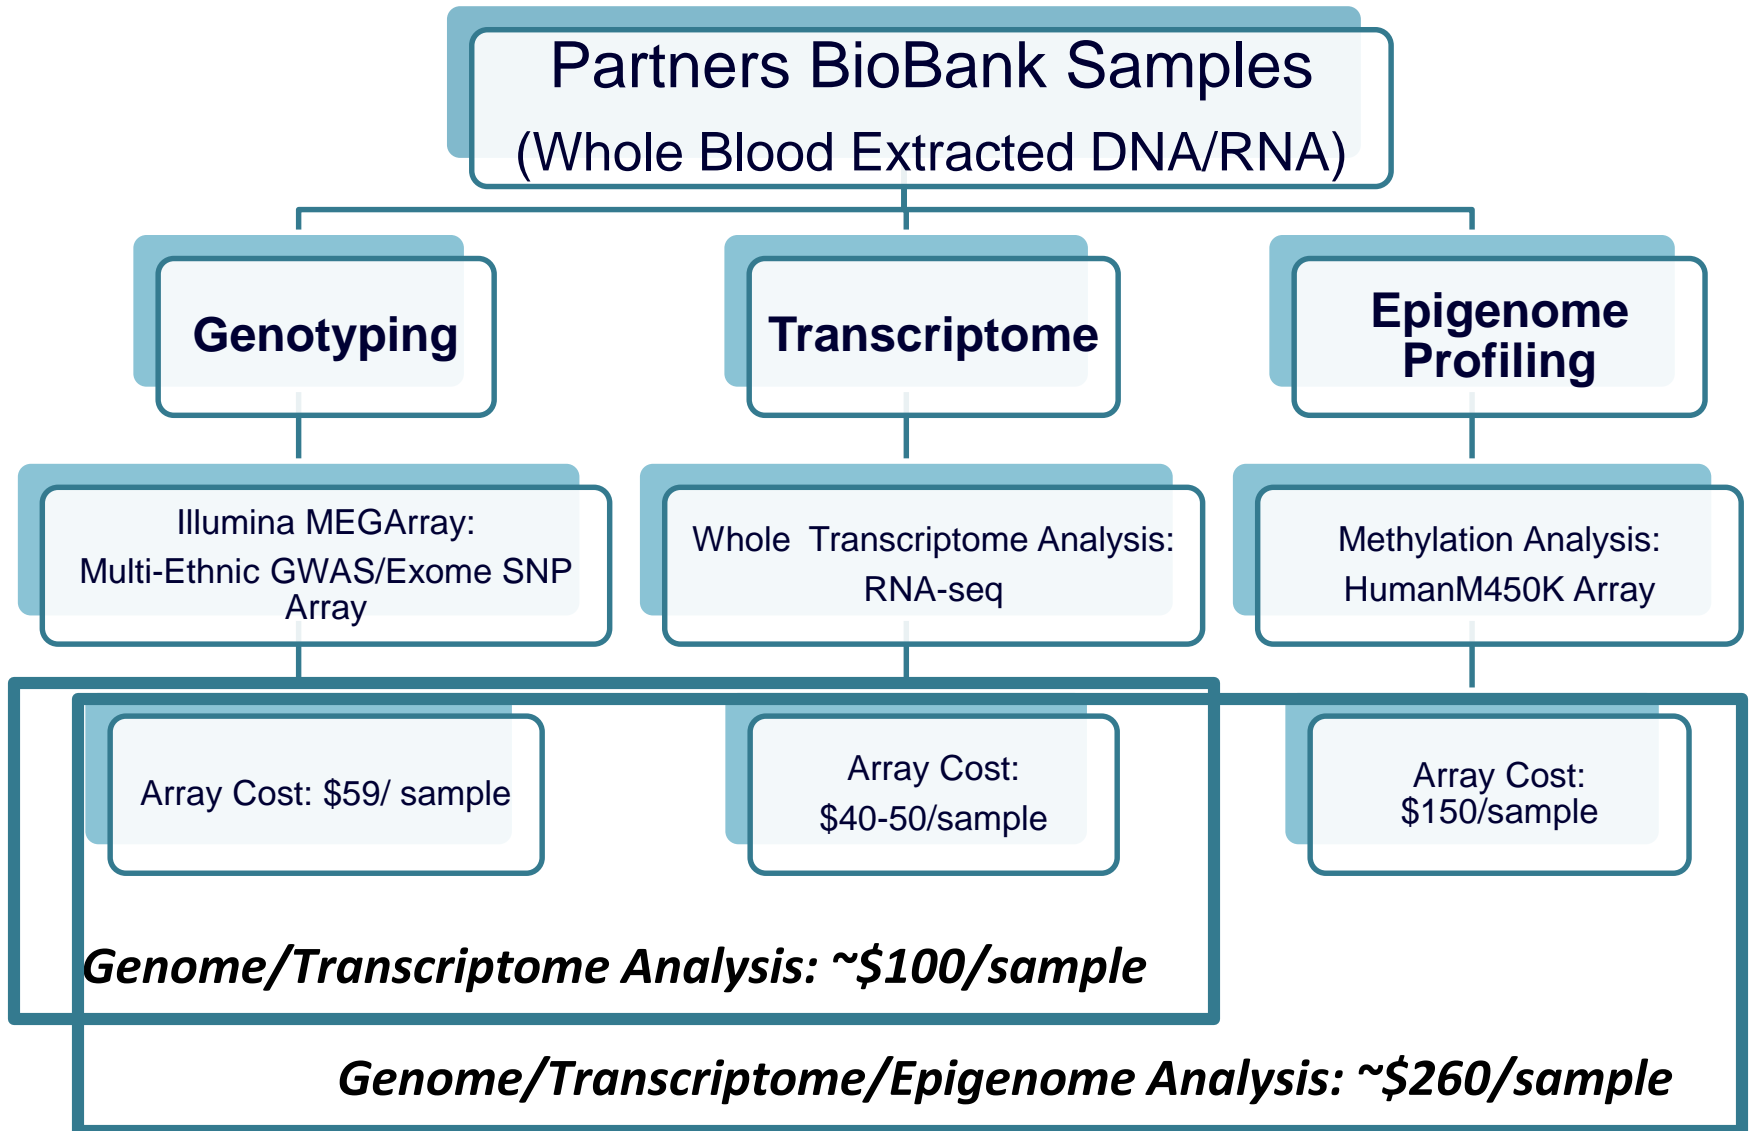 Partners BioBank Samples
(Whole Blood Extracted DNA/RNA)
Genotyping
Transcriptome
Epigenome
Profiling
Illumina MEGArray:
Multi-Ethnic GWAS/Exome SNP
Array
Whole Transcriptome Analysis:
RNA-seq
Methylation Analysis:
HumanM450K Array
Array Cost: $59/ sample
Array Cost:
$40-50/sample
Array Cost:
$150/sample
Genome/Transcriptome Analysis: ~$100/sample
Genome/Transcriptome/Epigenome Analysis: ~$260/sample